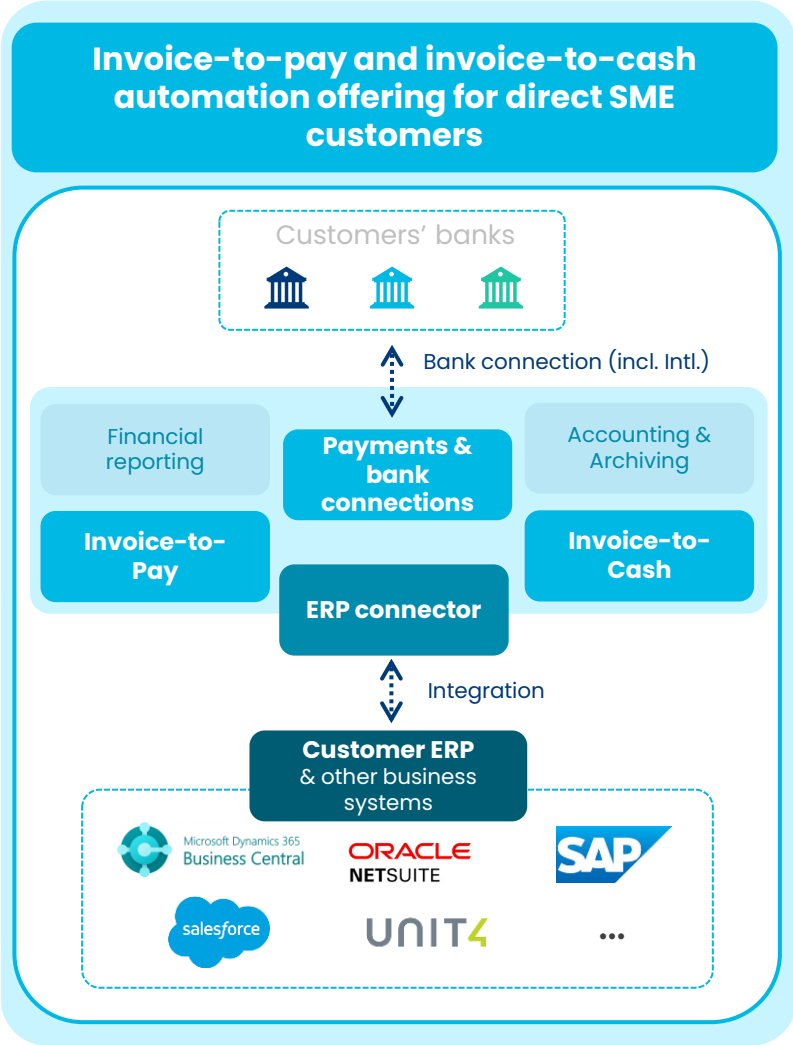 Invoice-to-pay and invoice-to-cash
automation offering for direct SME
customers
Customers’ banks
Bank connection (incl. Intl.)
Financial
reporting
Payments &
bank
connections
Accounting &
Archiving
Invoice-to-
Pay
Invoice-to-
Cash
ERP connector
Integration
Customer ERP
& other business
systems
Microsoft Dynamics 365
Business Central
ORACLE
NETSUITE
SAP
salesforce
UNIT4
...